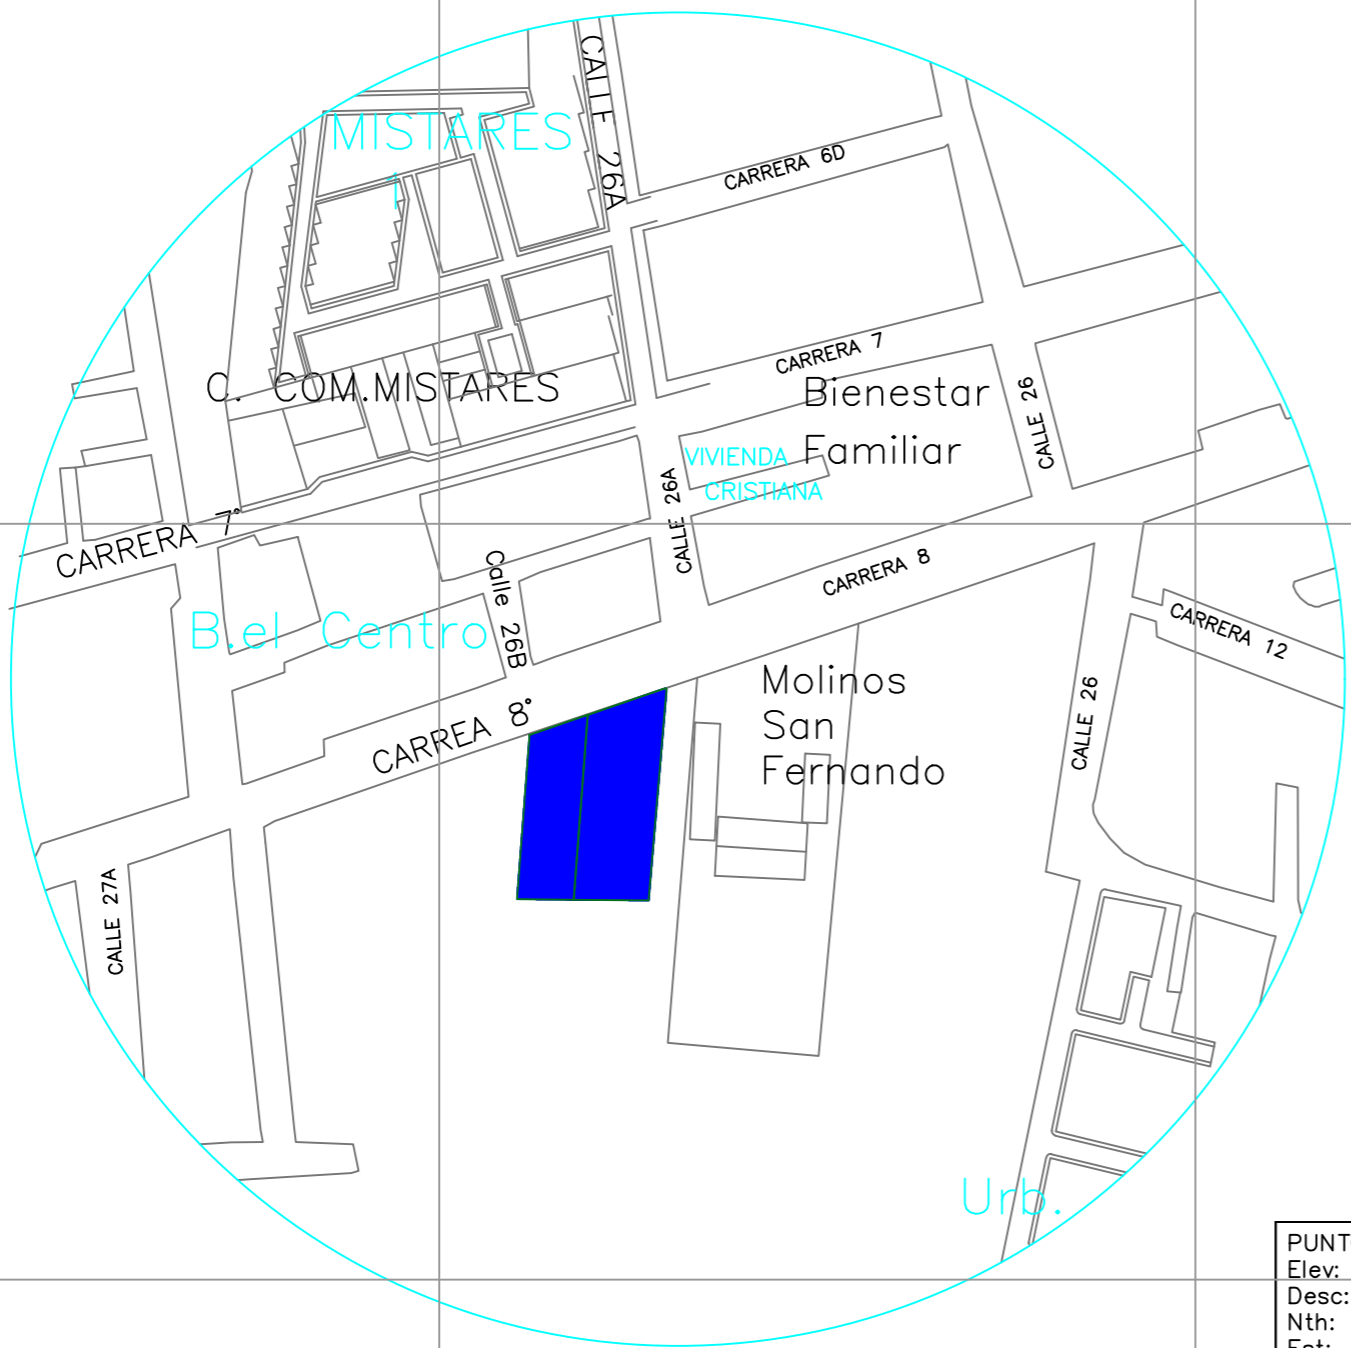 CALLE 26A
MISTARES
1
CARRERA 6D
CARRERA 7
C. COM.MISTARES
Bienestar
Familiar
CALLE 26
VIVIENDA
CRISTIANA
CALLE 26A
CARRERA 7°
Calle 26B
CARRERA 8
B.el Centro
CARRERA 12
Molinos
San
Fernando
CALLE 26
CARREA 8°
CALLE 27A
Urb.
PUNT
Elev:
Desc:
Nth: